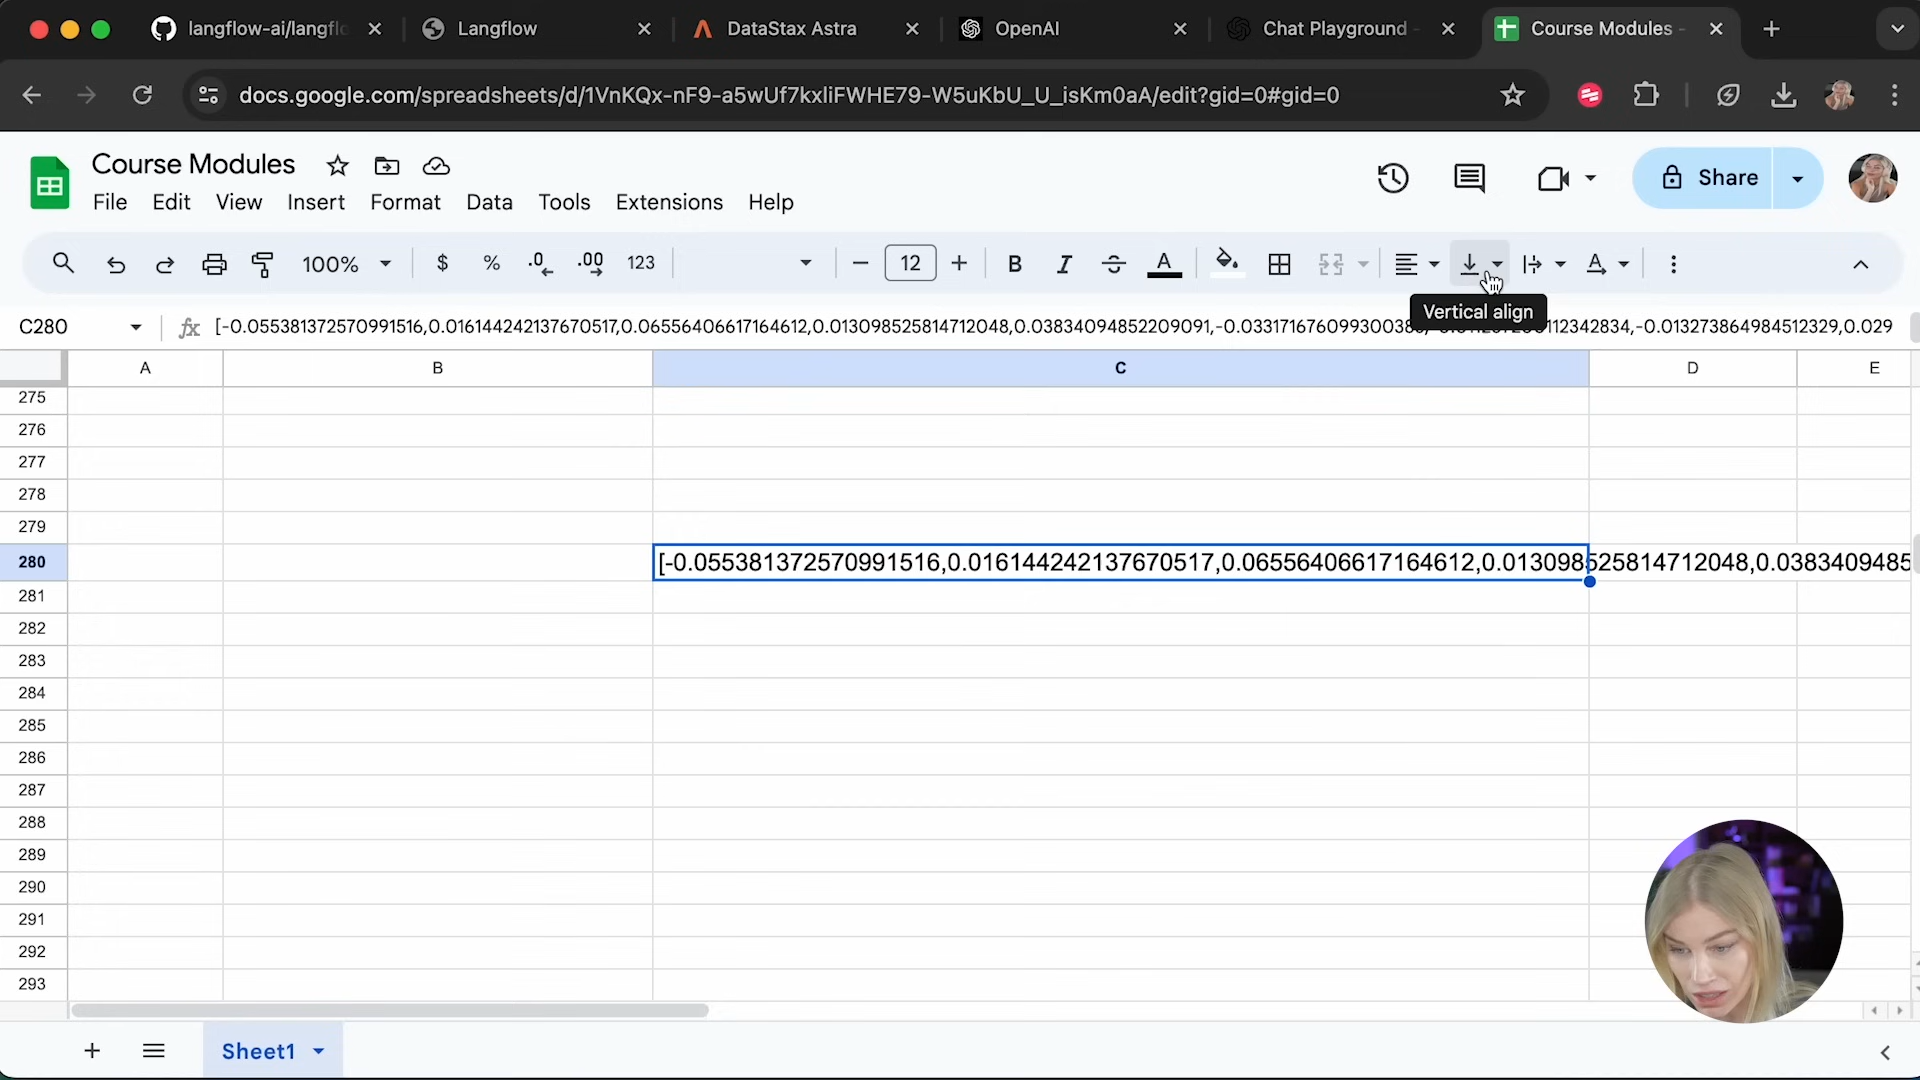 langflow-ai/langfl
Langflow
DataStax Astra
OpenAI
Chat Playground -
Course Modules -
docs.google.com/spreadsheets/d/1VnKQx-nF9-a5wUf7kxliFWHE79-W5uKbU_U_isKm0aA/edit?gid=0#gid=0
Course Modules
File Edit View Insert Format Data Tools Extensions Help
Share
100% $ % .0 .00 123 12 B I A A
Vertical align
C280 fx [-0.055381372570991516,0.016144242137670517,0.06556406617164612,0.013098525814712048,0.03834094852209091,-0.033171676099300385,-0.013273864984512329,0.029
A B C D E
275
276
277
278
279
280 [-0.055381372570991516,0.016144242137670517,0.06556406617164612,0.013098525814712048,0.0383409485
281
282
283
284
285
286
287
288
289
290
291
292
293
Sheet1